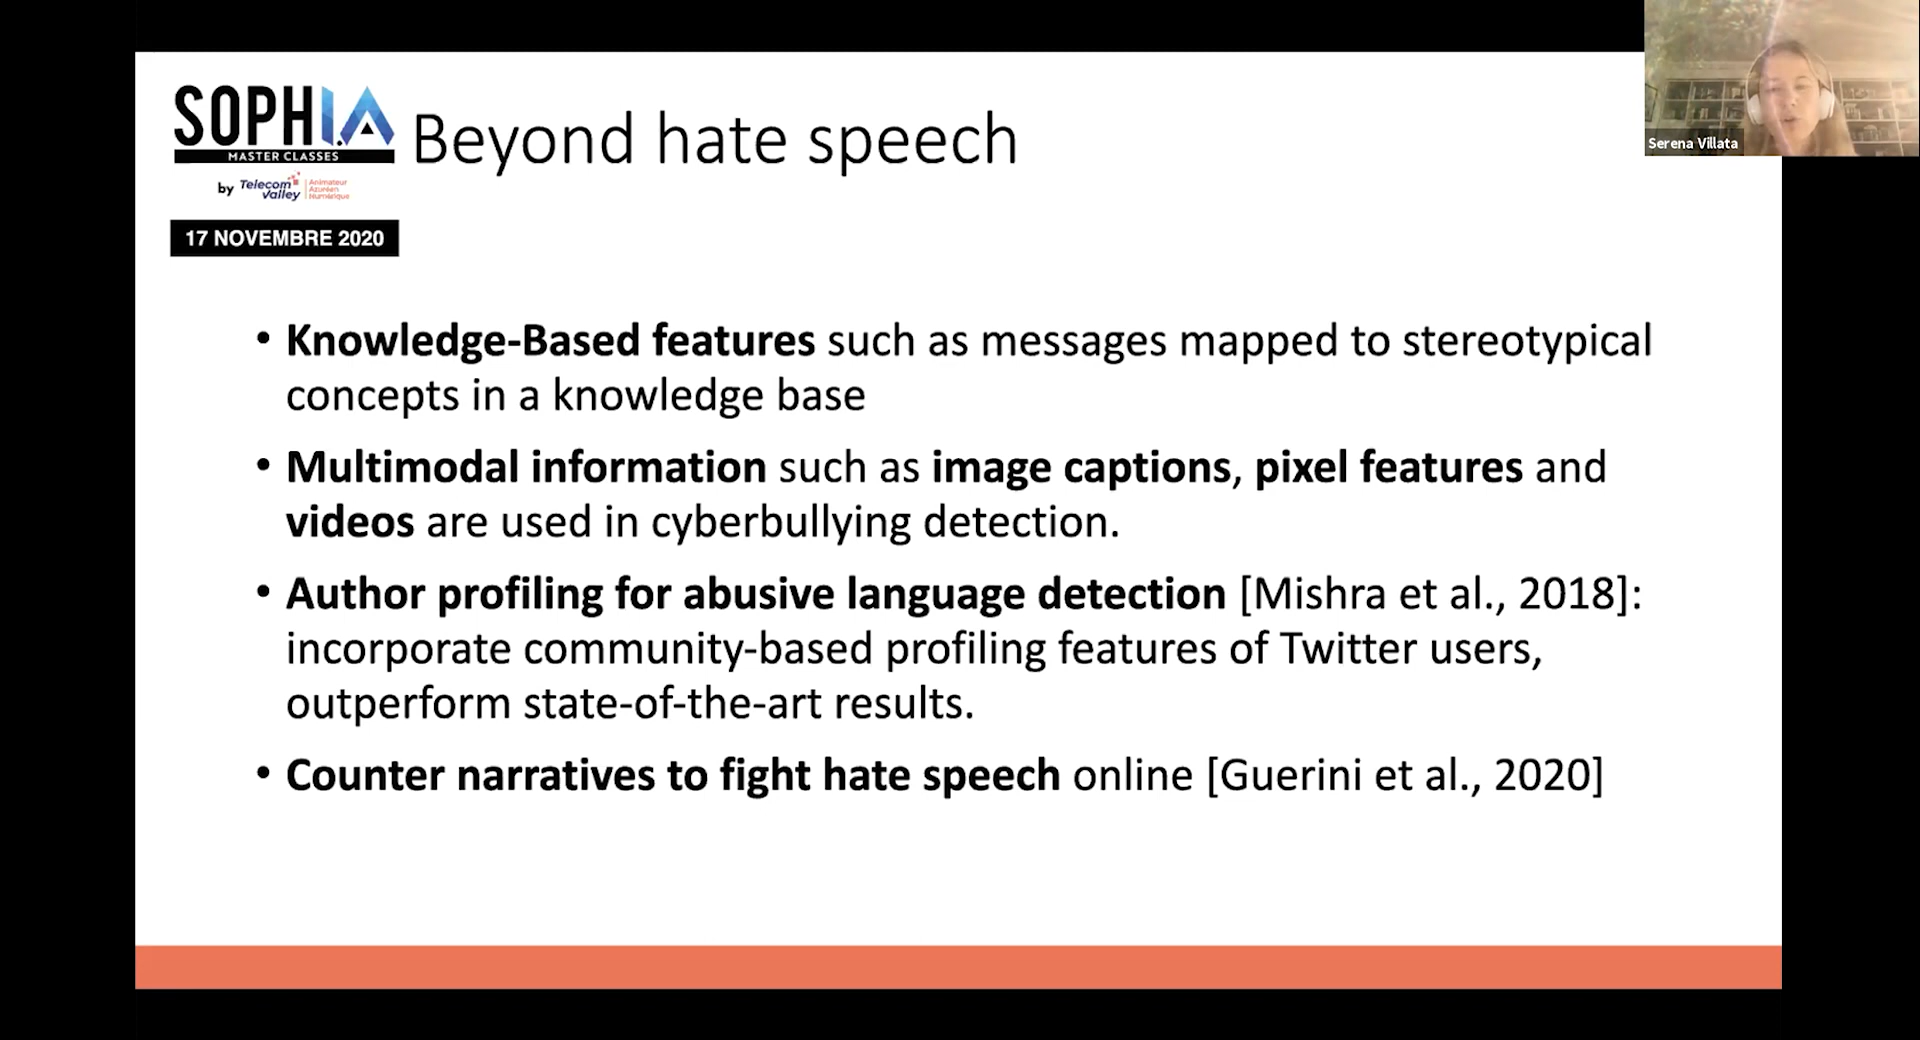 SOPHI.A
MASTER CLASSES
by Telecom Valley
Animateur
Azuréen
Numérique
Beyond hate speech
Serena Villata
17 NOVEMBRE 2020
• Knowledge-Based features such as messages mapped to stereotypical
concepts in a knowledge base
• Multimodal information such as image captions, pixel features and
videos are used in cyberbullying detection.
• Author profiling for abusive language detection [Mishra et al., 2018]:
incorporate community-based profiling features of Twitter users,
outperform state-of-the-art results.
• Counter narratives to fight hate speech online [Guerini et al., 2020]